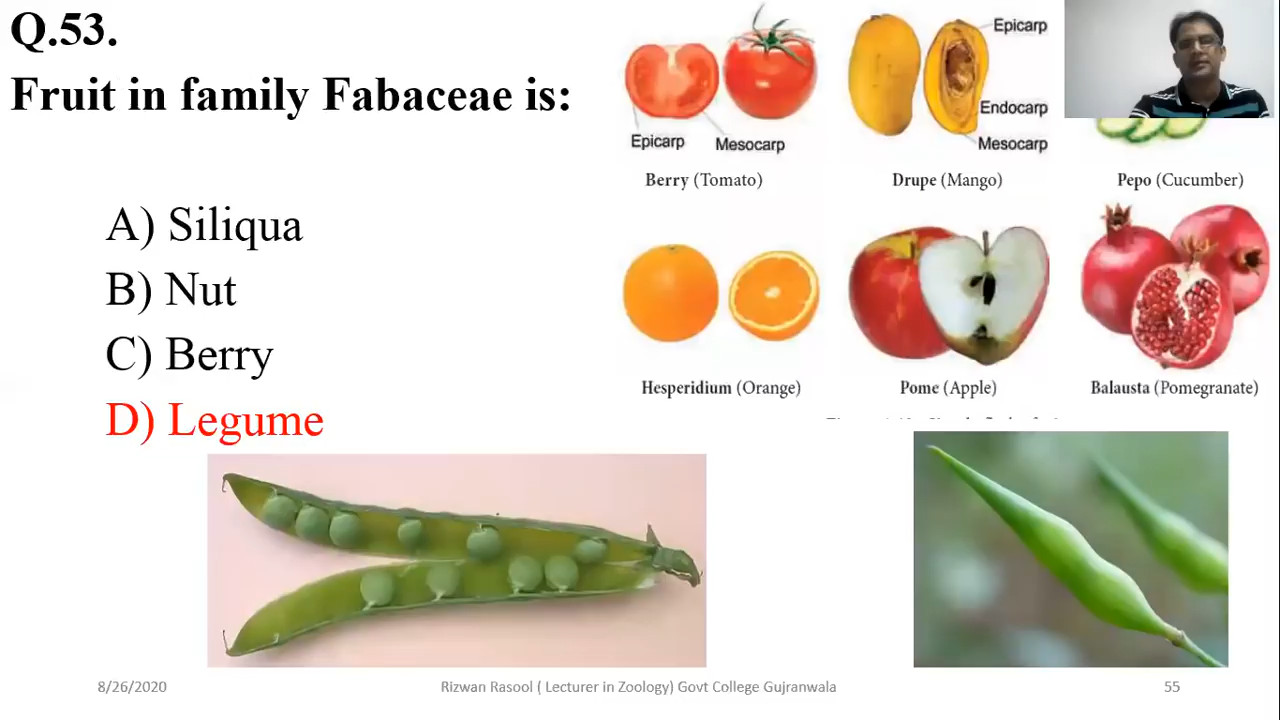 Q.53.
Fruit in family Fabaceae is:
A) Siliqua
B) Nut
C) Berry
D) Legume
Epicarp
Mesocarp
Berry (Tomato)
Epicarp
Endocarp
Mesocarp
Drupe (Mango)
Pepo (Cucumber)
Hesperidium (Orange)
Pome (Apple)
Balausta (Pomegranate)
8/26/2020
Rizwan Rasool ( Lecturer in Zoology) Govt College Gujranwala
55